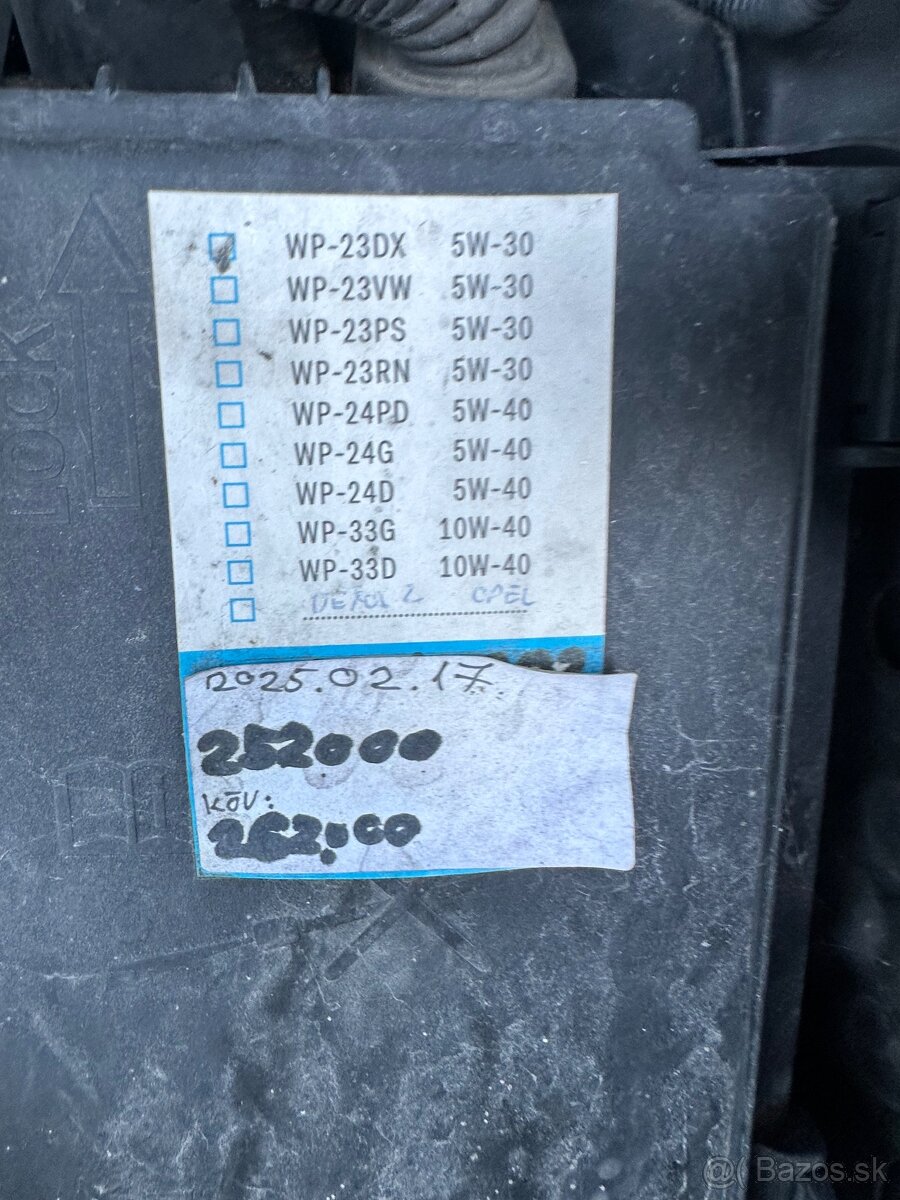 LOCK
WP-23DX 5W-30
WP-23VW 5W-30
WP-23PS 5W-30
WP-23RN 5W-30
WP-24PD 5W-40
WP-24G 5W-40
WP-24D 5W-40
WP-33G 10W-40
WP-33D 10W-40
OPEL
2025.02.17.
252000
KÖV:
262.000
@ Bazos.sk